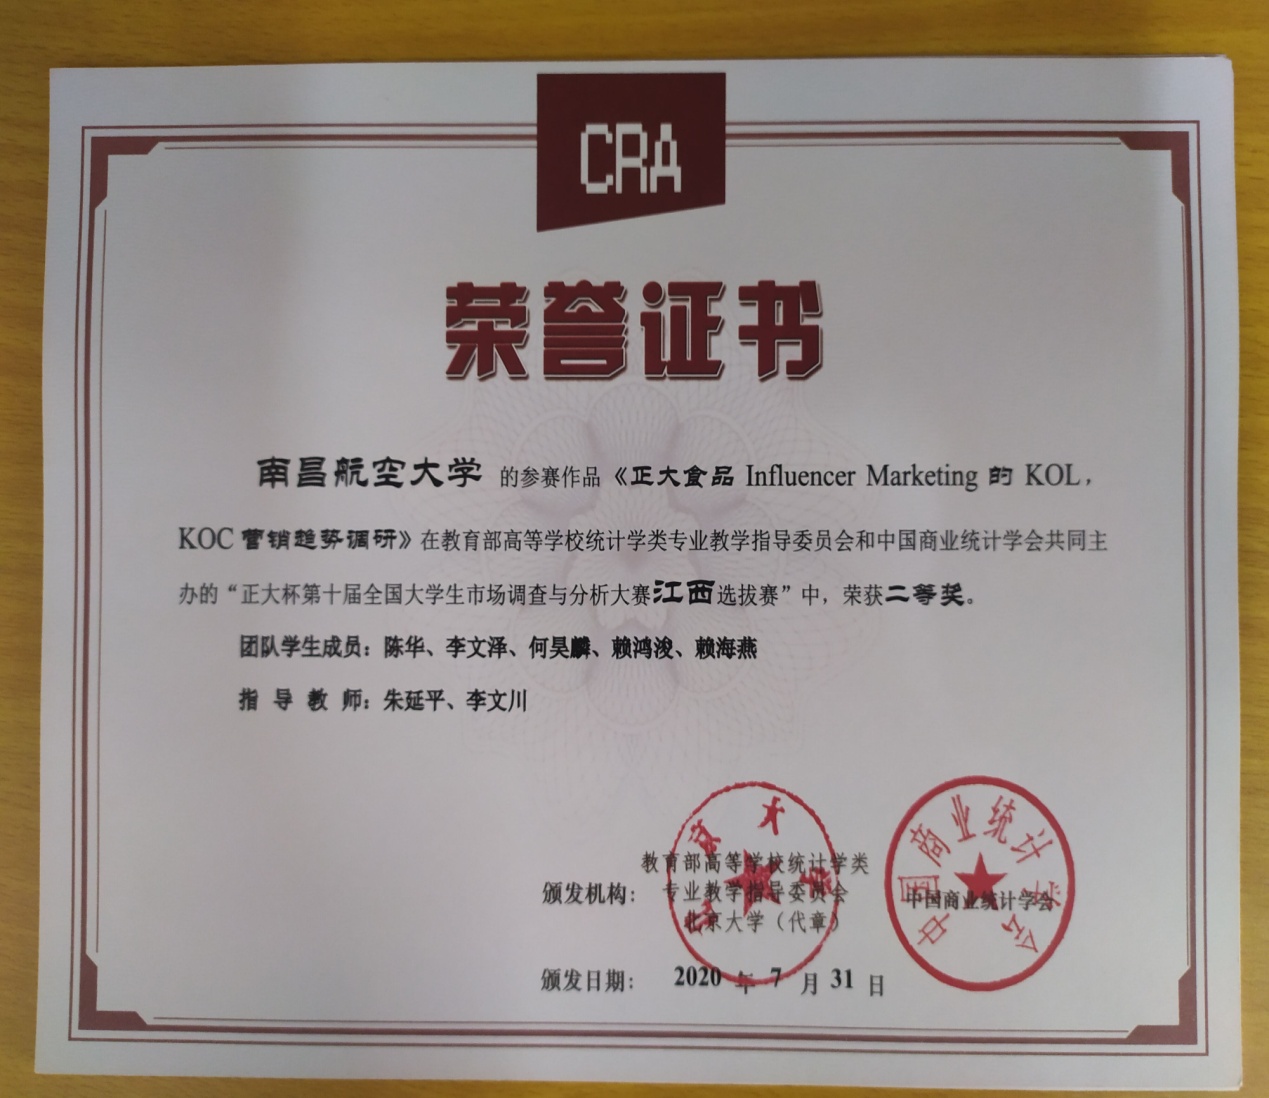 CRA
荣誉证书
南昌航空大学 的参赛作品《正大食品 Influencer Marketing 的 KOL，
KOC 营销趋势调研》在教育部高等学校统计学类专业教学指导委员会和中国商业统计学会共同主
办的“正大杯第十届全国大学生市场调查与分析大赛江西选拔赛”中，荣获二等奖。
团队学生成员：陈华、李文泽、何昊麟、赖鸿浚、赖海燕
指 导 教 师：朱延平、李文川
教育部高等学校统计学类
颁发机构： 专业教学指导委员会
北京大学（代章）
中国商业统计学会
中国商业统计学会
颁发日期： 2020 年 7 月 31 日